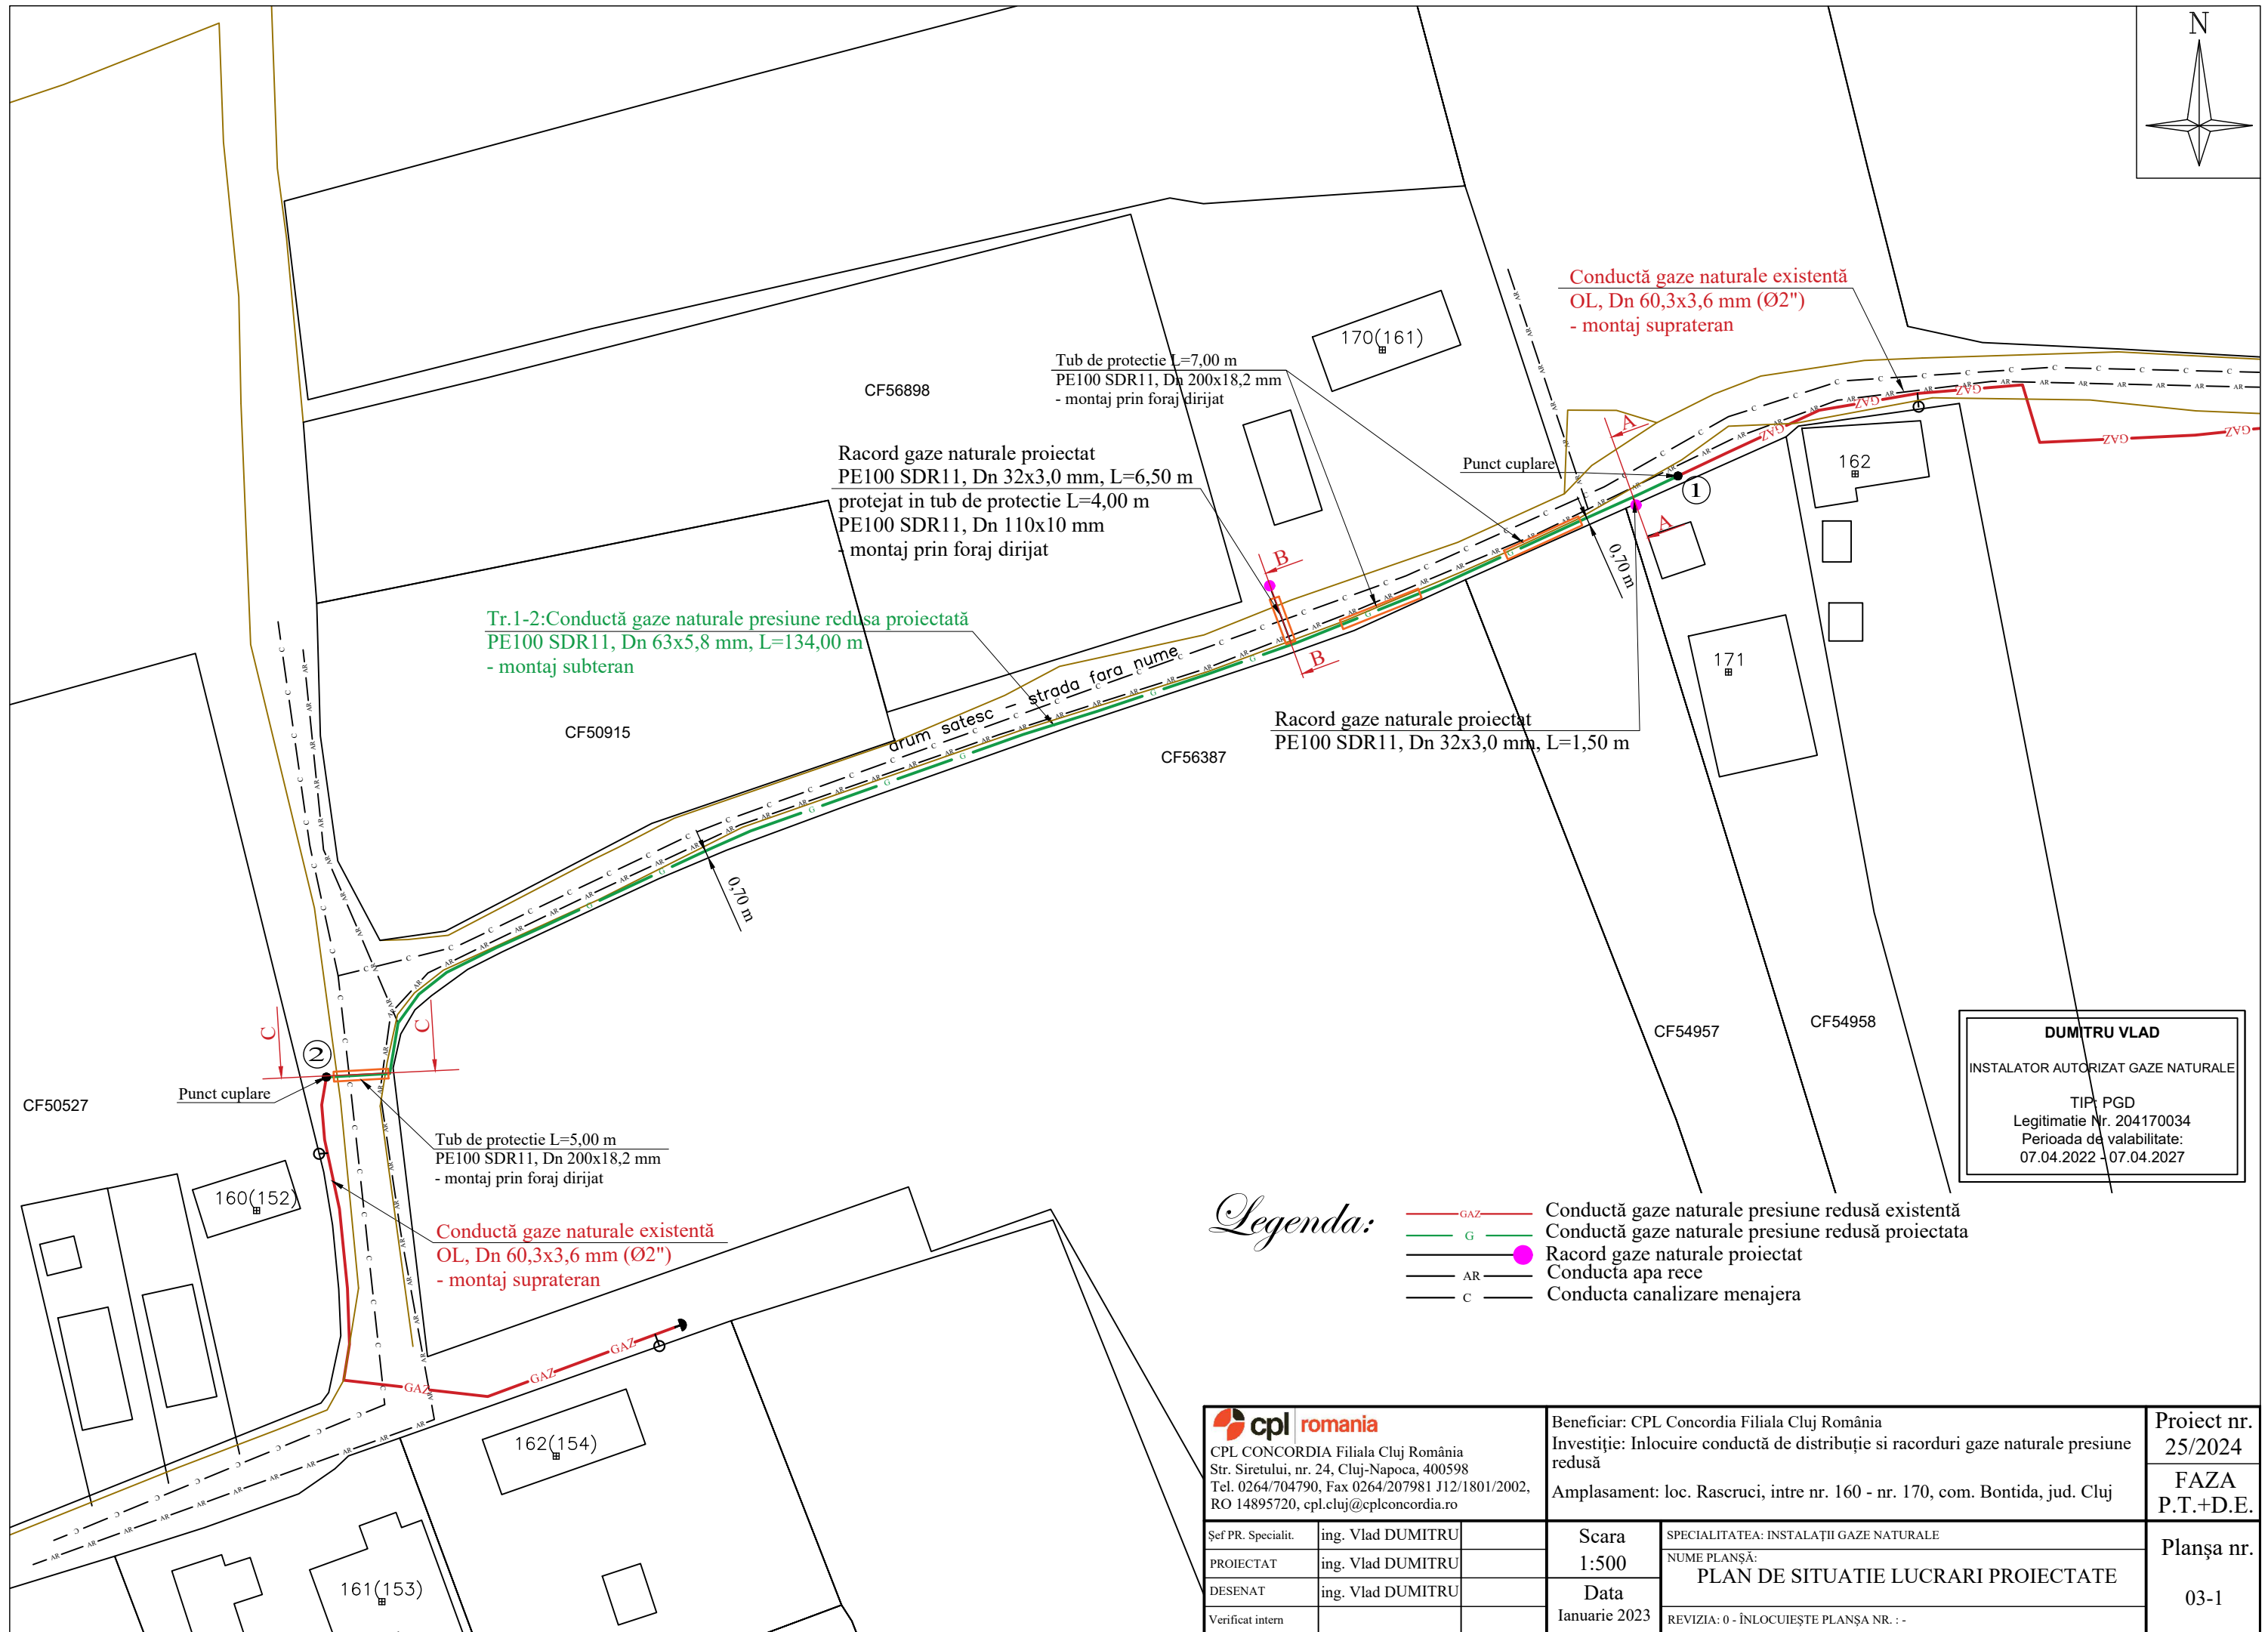 N
Conductă gaze naturale existentă
OL, Dn 60,3x3,6 mm (Ø2")
- montaj suprateran
170(161)
Tub de protectie L=7,00 m
PE100 SDR11, Dn 200x18,2 mm
- montaj prin foraj dirijat
CF56898
Racord gaze naturale proiectat
PE100 SDR11, Dn 32x3,0 mm, L=6,50 m
protejat in tub de protectie L=4,00 m
PE100 SDR11, Dn 110x10 mm
- montaj prin foraj dirijat
A
Punct cuplare
1
162
A
0,70 m
B
B
Tr.1-2:Conductă gaze naturale presiune redusa proiectată
PE100 SDR11, Dn 63x5,8 mm, L=134,00 m
- montaj subteran
171
drum satesc - strada fara nume
Racord gaze naturale proiectat
PE100 SDR11, Dn 32x3,0 mm, L=1,50 m
CF50915
CF56387
0,70 m
C
C
2
Punct cuplare
CF50527
CF54957
CF54958
DUMITRU VLAD
INSTALATOR AUTORIZAT GAZE NATURALE
TIP: PGD
Legitimatie Nr. 204170034
Perioada de valabilitate:
07.04.2022 - 07.04.2027
Tub de protectie L=5,00 m
PE100 SDR11, Dn 200x18,2 mm
- montaj prin foraj dirijat
160(152)
Conductă gaze naturale existentă
OL, Dn 60,3x3,6 mm (Ø2")
- montaj suprateran
GAZ
GAZ
GAZ
GAZ
GAZ
GAZ
GAZ
GAZ
162(154)
161(153)
Legenda:
GAZ Conductă gaze naturale presiune redusă existentă
G Conductă gaze naturale presiune redusă proiectata
Racord gaze naturale proiectat
AR Conducta apa rece
C Conducta canalizare menajera
cpl romania
CPL CONCORDIA Filiala Cluj România
Str. Siretului, nr. 24, Cluj-Napoca, 400598
Tel. 0264/704790, Fax 0264/207981 J12/1801/2002,
RO 14895720, cpl.cluj@cplconcordia.ro
Beneficiar: CPL Concordia Filiala Cluj România
Investiţie: Inlocuire conductă de distribuție si racorduri gaze naturale presiune
redusă
Amplasament: loc. Rascruci, intre nr. 160 - nr. 170, com. Bontida, jud. Cluj
Proiect nr.
25/2024
FAZA
P.T.+D.E.
Şef PR. Specialit. ing. Vlad DUMITRU
PROIECTAT ing. Vlad DUMITRU
DESENAT ing. Vlad DUMITRU
Verificat intern
Scara
1:500
Data
Ianuarie 2023
SPECIALITATEA: INSTALAŢII GAZE NATURALE
NUME PLANŞĂ:
PLAN DE SITUATIE LUCRARI PROIECTATE
REVIZIA: 0 - ÎNLOCUIEŞTE PLANŞA NR. : -
Planşa nr.
03-1